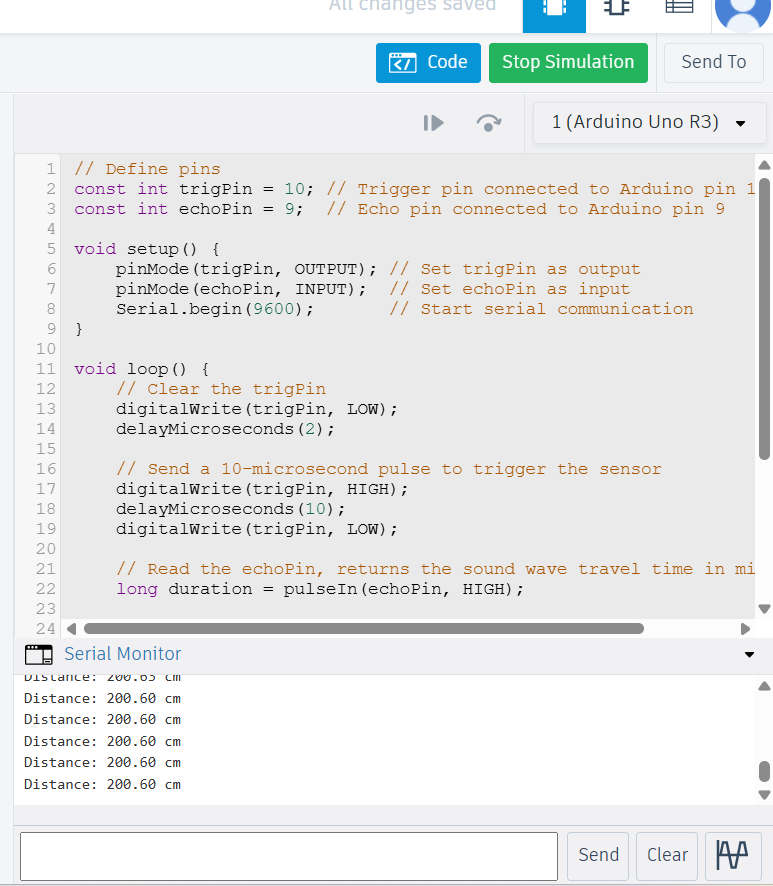 All changes saved
Code
Stop Simulation
Send To
1 (Arduino Uno R3)
1 // Define pins
2 const int trigPin = 10; // Trigger pin connected to Arduino pin 1
3 const int echoPin = 9;  // Echo pin connected to Arduino pin 9
4
5 void setup() {
6     pinMode(trigPin, OUTPUT); // Set trigPin as output
7     pinMode(echoPin, INPUT);  // Set echoPin as input
8     Serial.begin(9600);       // Start serial communication
9 }
10
11 void loop() {
12     // Clear the trigPin
13     digitalWrite(trigPin, LOW);
14     delayMicroseconds(2);
15
16     // Send a 10-microsecond pulse to trigger the sensor
17     digitalWrite(trigPin, HIGH);
18     delayMicroseconds(10);
19     digitalWrite(trigPin, LOW);
20
21     // Read the echoPin, returns the sound wave travel time in mi
22     long duration = pulseIn(echoPin, HIGH);
23
24
Serial Monitor
Distance: 200.63 cm
Distance: 200.60 cm
Distance: 200.60 cm
Distance: 200.60 cm
Distance: 200.60 cm
Distance: 200.60 cm
Send
Clear